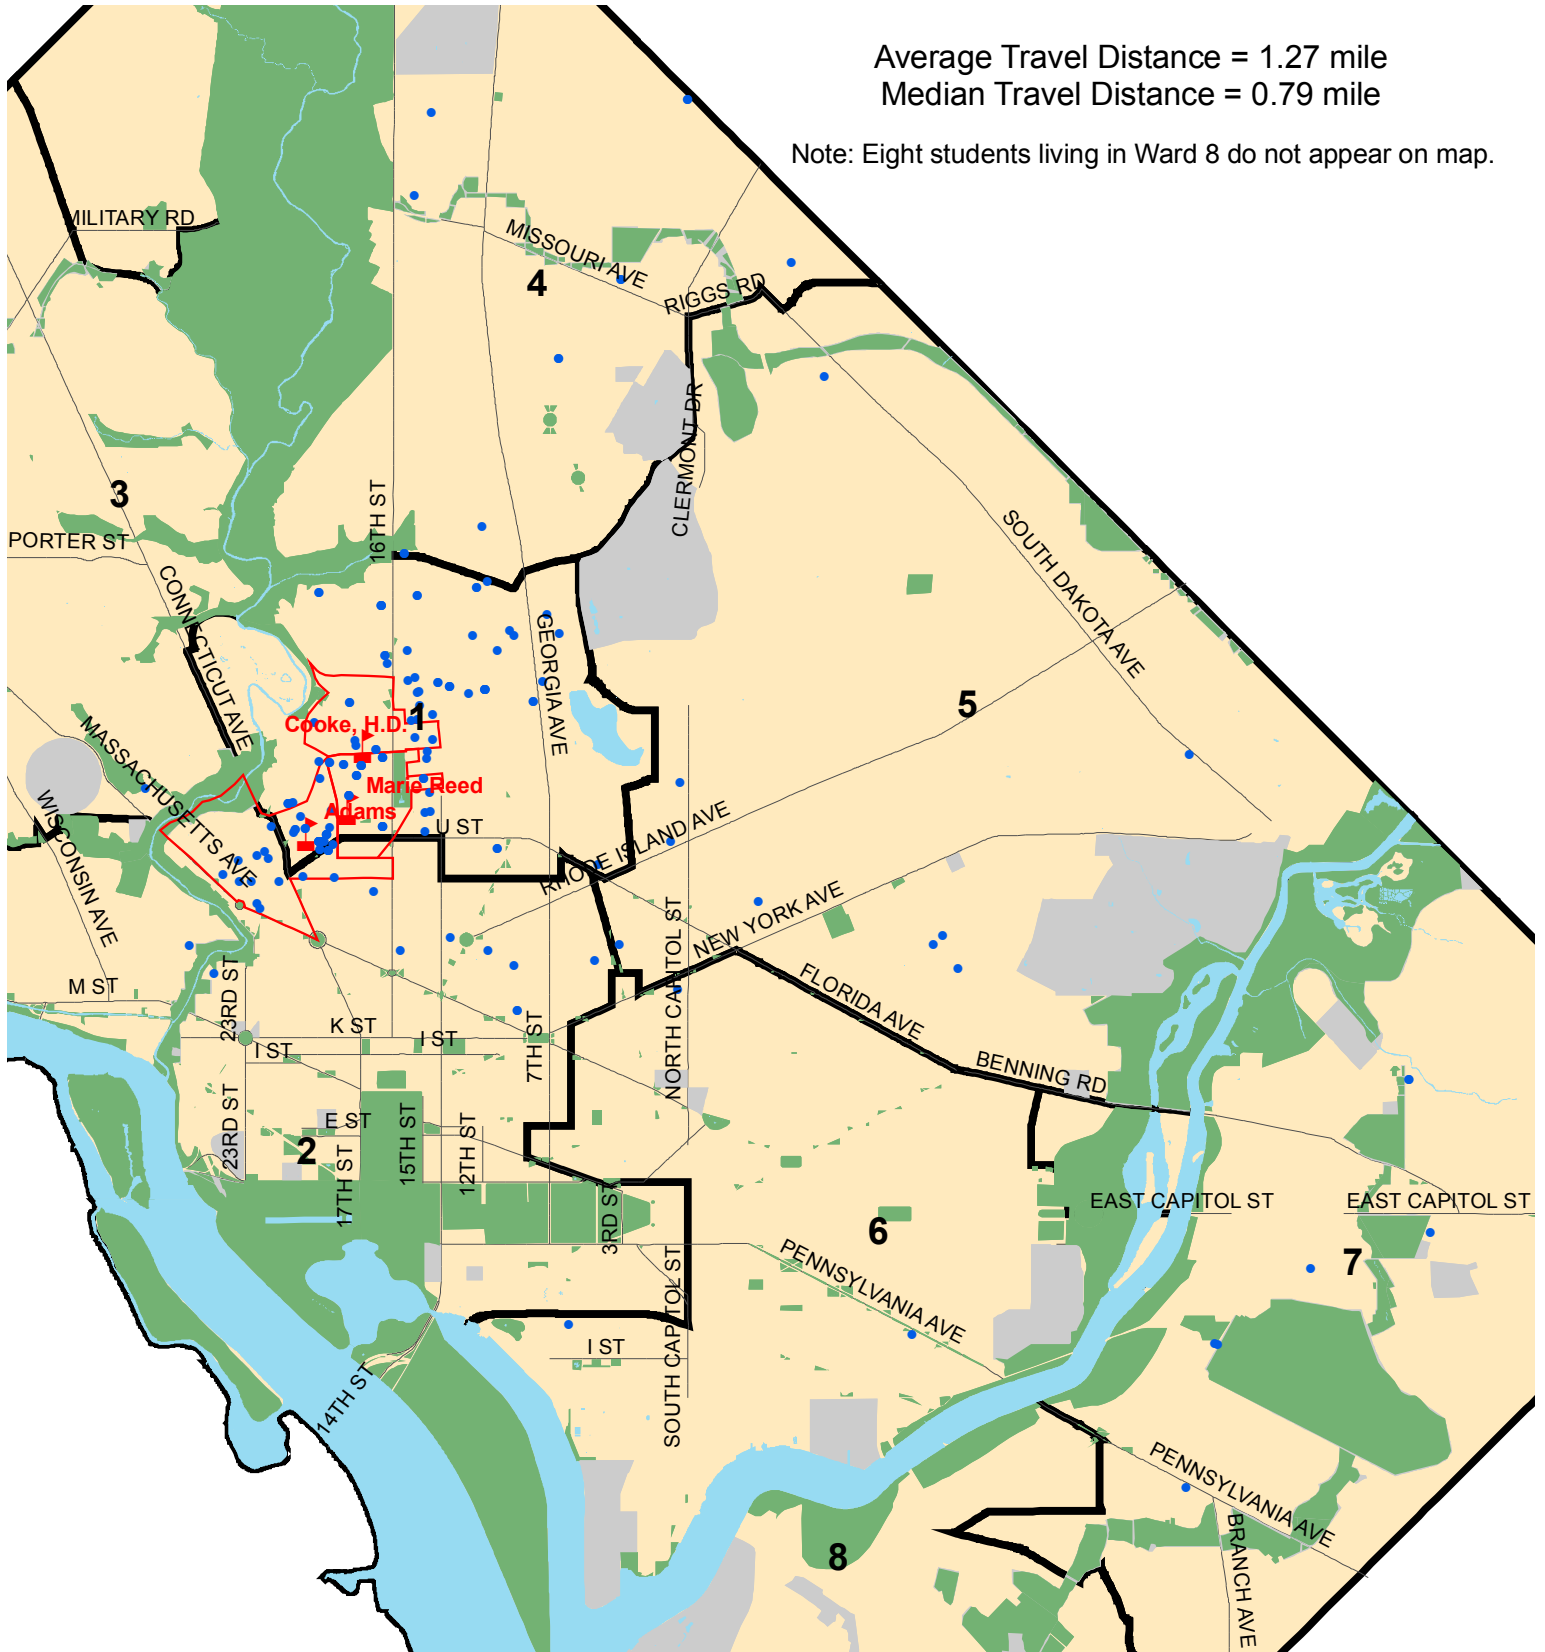 Average Travel Distance = 1.27 mile
Median Travel Distance = 0.79 mile
Note: Eight students living in Ward 8 do not appear on map.
MILITARY RD
MISSOURI AVE
4
RIGGS RD
CLERMONT DR
3
16TH ST
PORTER ST
SOUTH DAKOTA AVE
CONNECTICUT AVE
GEORGIA AVE
5
1
Cooke, H.D.
MASSACHUSETTS AVE
Marie Reed
Adams
WISCONSIN AVE
U ST
RHODE ISLAND AVE
NEW YORK AVE
NORTH CAPITOL ST
M ST
23RD ST
FLORIDA AVE
K ST
I ST
I ST
7TH ST
BENNING RD
23RD ST
E ST
15TH ST
12TH ST
2
17TH ST
3RD ST
EAST CAPITOL ST
EAST CAPITOL ST
6
7
PENNSYLVANIA AVE
SOUTH CAPITOL ST
I ST
14TH ST
PENNSYLVANIA AVE
BRANCH AVE
8